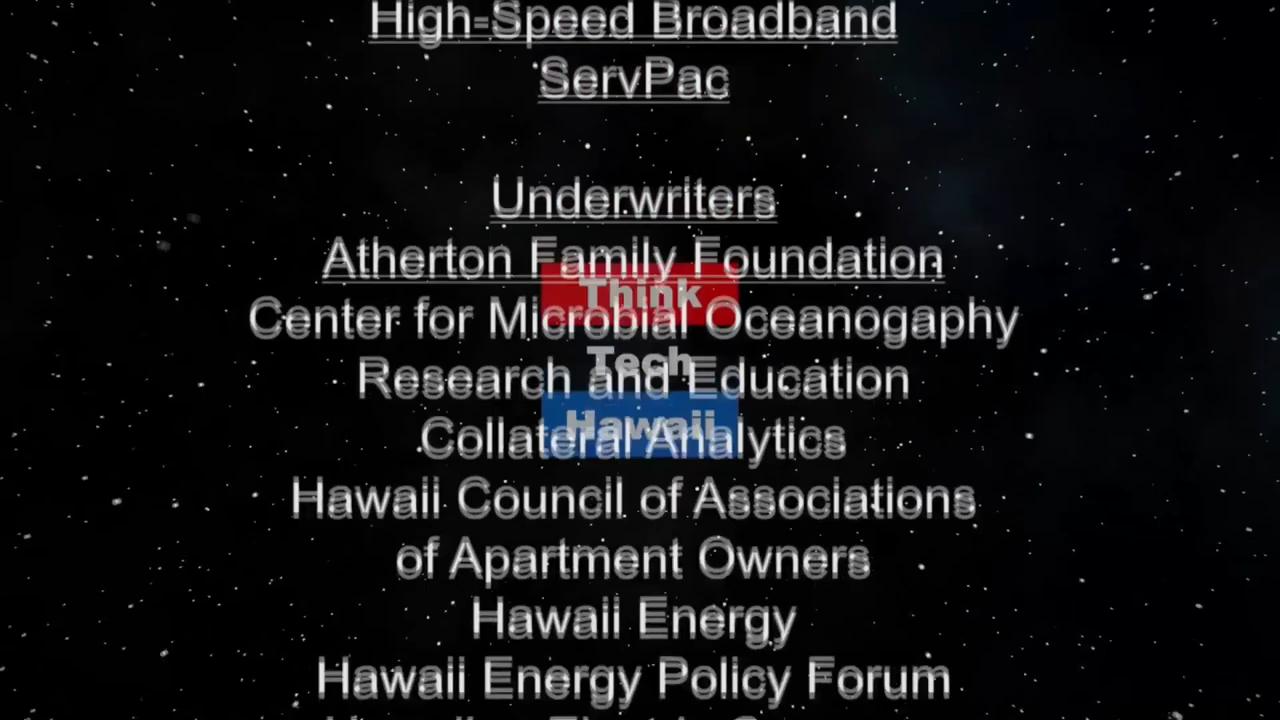 High-Speed Broadband
ServPac
Underwriters
Atherton Family Foundation
Think
Center for Microbial Oceanogaphy
Tech
Research and Education
Hawaii
Collateral Analytics
Hawaii Council of Associations
of Apartment Owners
Hawaii Energy
Hawaii Energy Policy Forum